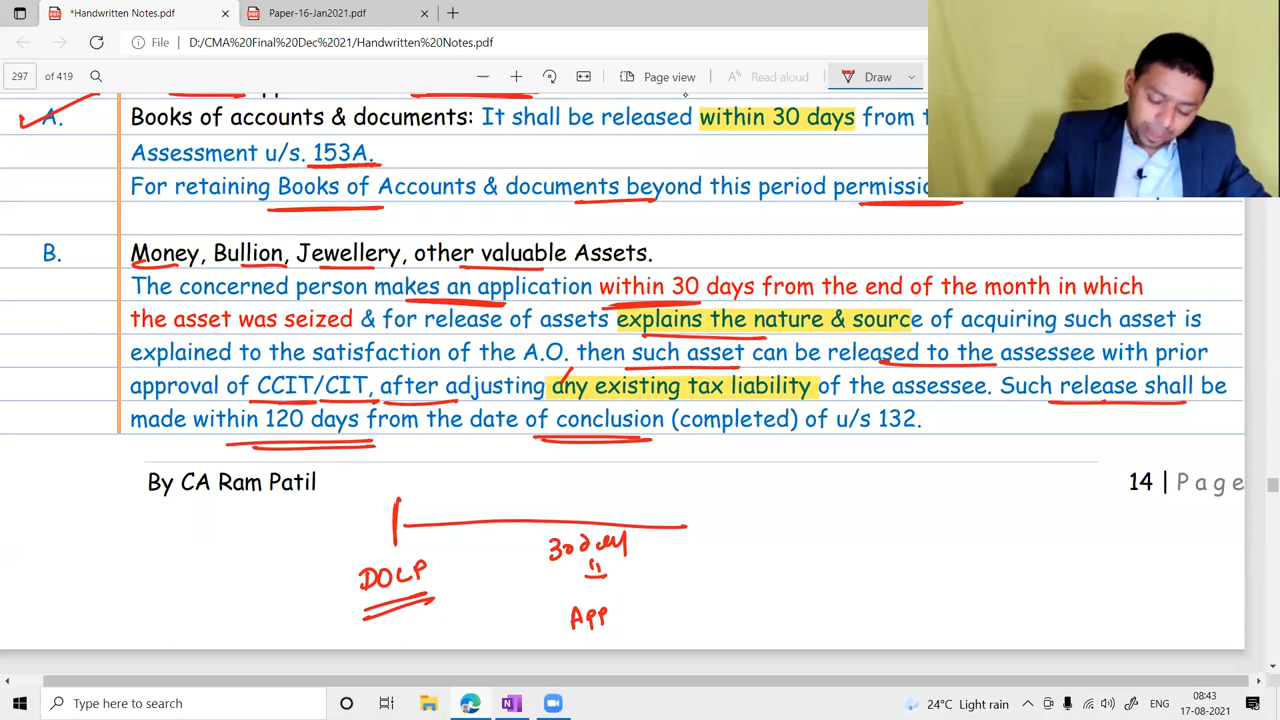 *Handwritten Notes.pdf
Paper-16-Jan2021.pdf
File D:/CMA%20Final%20Dec%2021/Handwritten%20Notes.pdf
297 of 419
Page view
Read aloud
Draw
A. Books of accounts & documents: It shall be released within 30 days from
Assessment u/s. 153A.
For retaining Books of Accounts & documents beyond this period
B. Money, Bullion, Jewellery, other valuable Assets.
The concerned person makes an application within 30 days from the end of the month in which
the asset was seized & for release of assets explains the nature & source of acquiring such asset is
explained to the satisfaction of the A.O. then such asset can be released to the assessee with prior
approval of CCIT/CIT, after adjusting any existing tax liability of the assessee. Such release shall be
made within 120 days from the date of conclusion (completed) of u/s 132.
By CA Ram Patil
14 | Page
30 days
DOLP
APP
Type here to search
24°C Light rain
ENG
08:43
17-08-2021